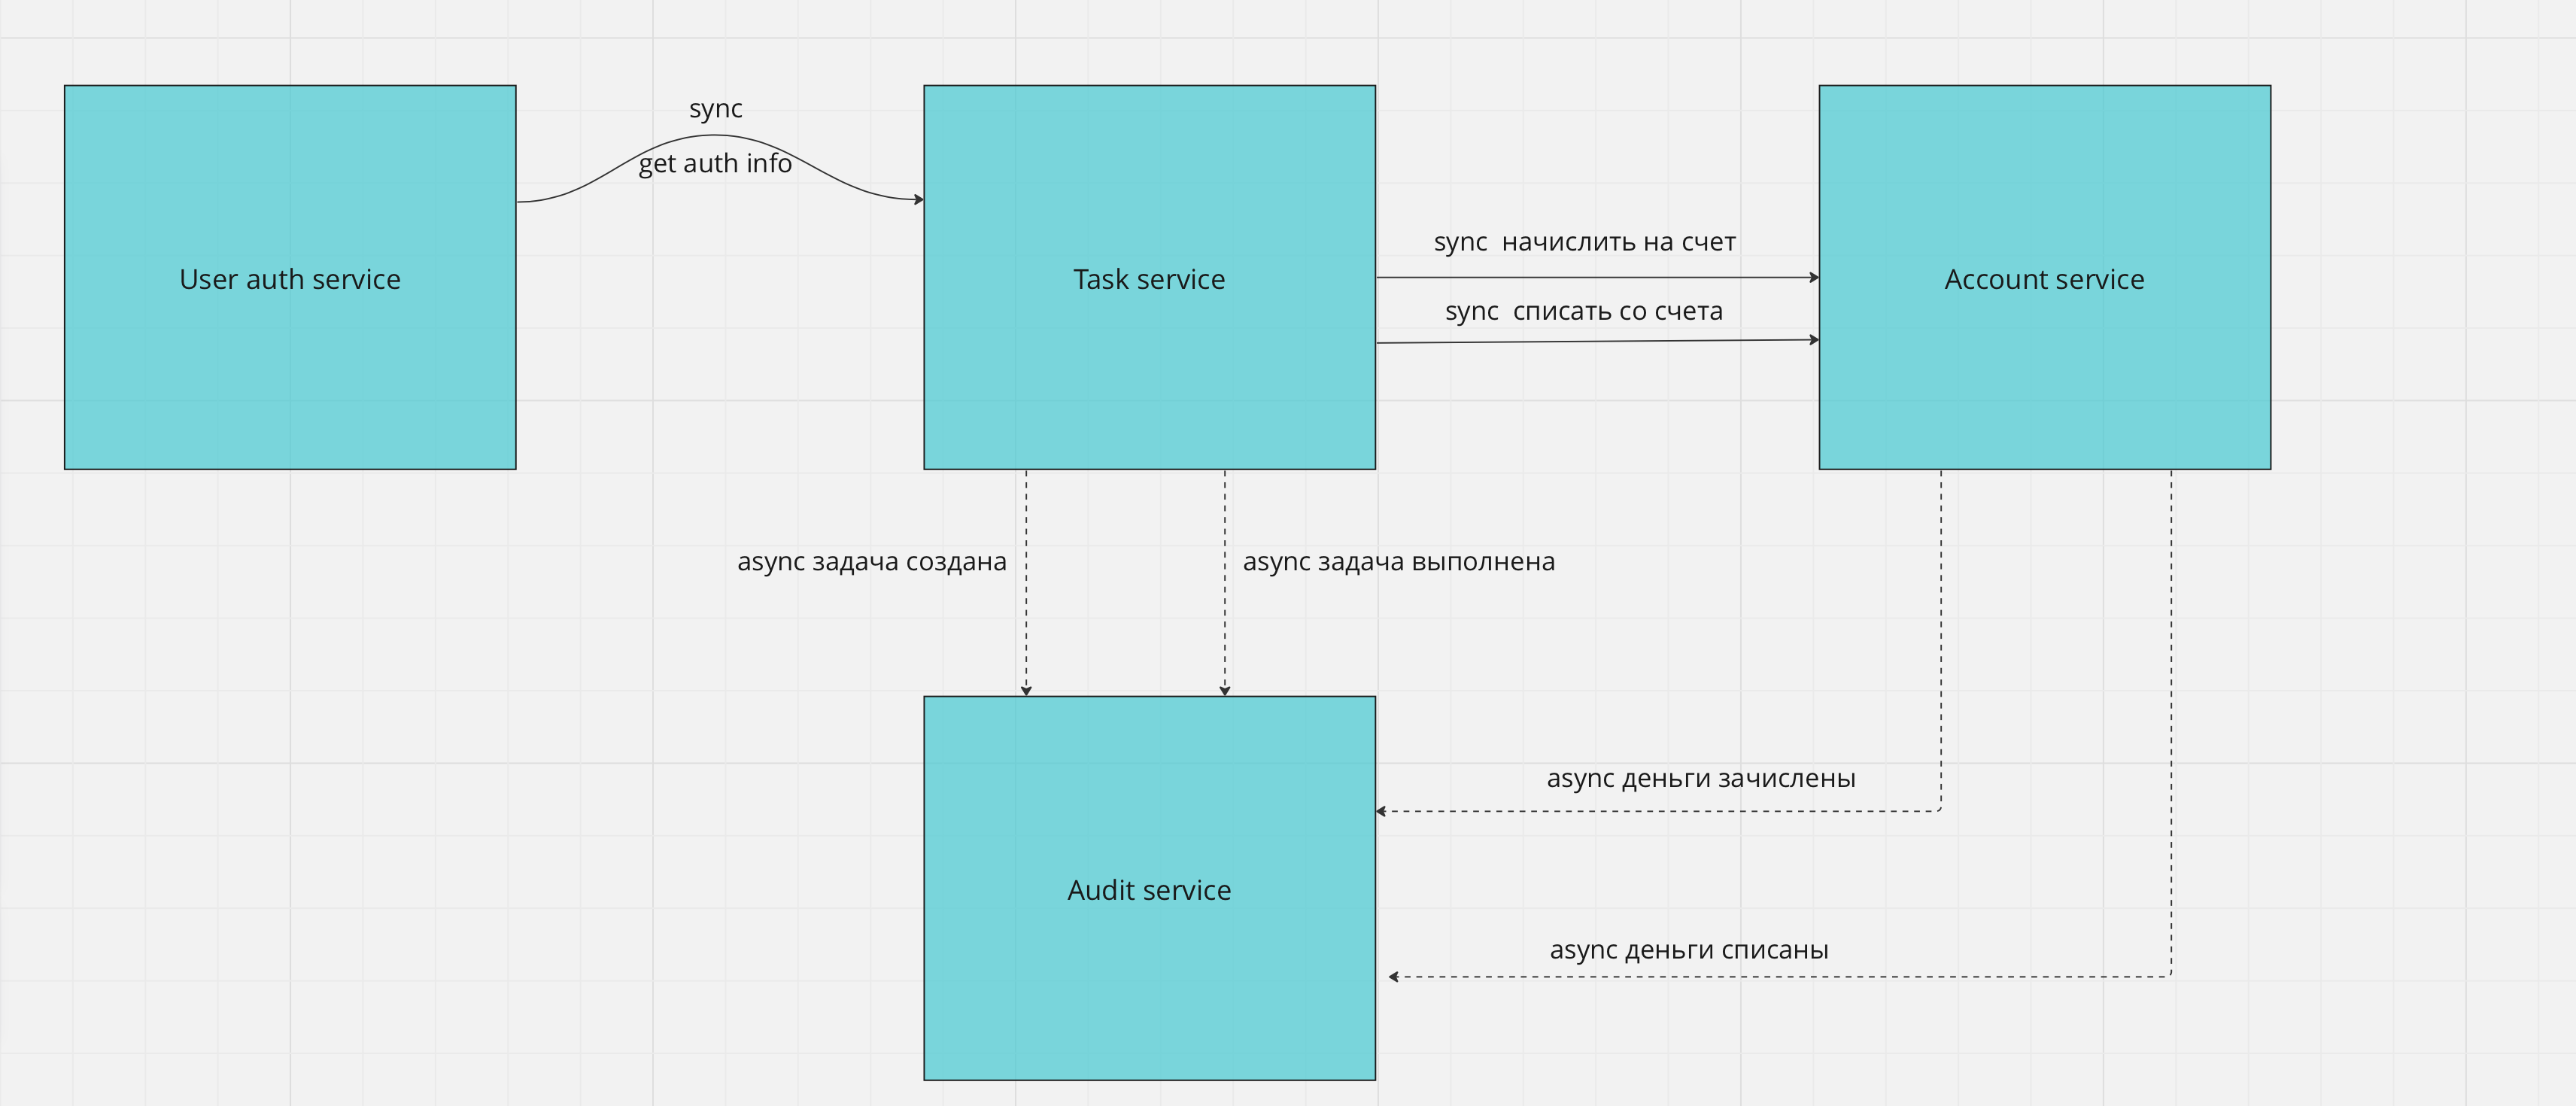 sync
get auth info
User auth service
Task service
sync  начислить на счет
sync  списать со счета
Account service
async задача создана
async задача выполнена
async деньги зачислены
Audit service
async деньги списаны